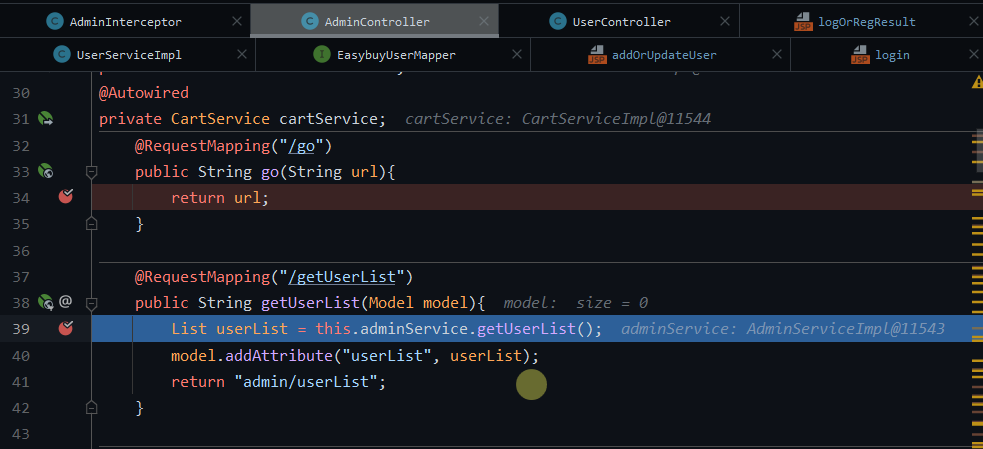 AdminInterceptor AdminController UserController logOrRegResult
UserServiceImpl EasybuyUserMapper addOrUpdateUser login
30 @Autowired
31 private CartService cartService; cartService: CartServiceImpl@11544
32 @RequestMapping("/go")
33 public String go(String url){
34 return url;
35 }
36
37 @RequestMapping("/getUserList")
38 @ public String getUserList(Model model){ model: size = 0
39 List userList = this.adminService.getUserList(); adminService: AdminServiceImpl@11543
40 model.addAttribute("userList", userList);
41 return "admin/userList";
42 }
43